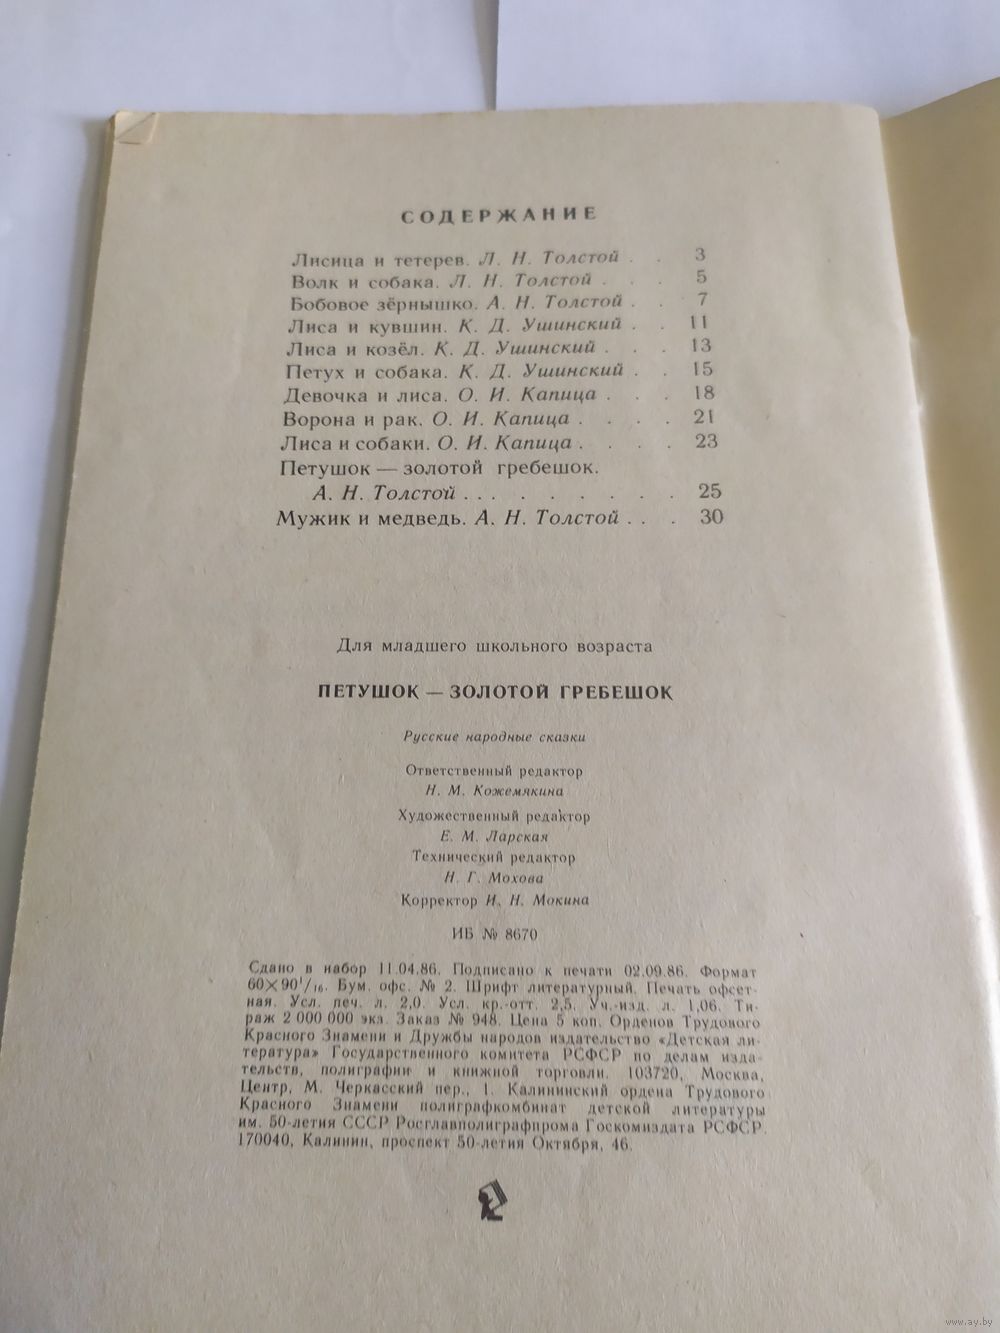 СОДЕРЖАНИЕ
Лисица и тетерев. Л. Н. Толстой . . 3
Волк и собака. Л. Н. Толстой . . . 5
Бобовое зёрнышко. А. Н. Толстой . . 7
Лиса и кувшин. К. Д. Ушинский . . 11
Лиса и козёл. К. Д. Ушинский . . . 13
Петух и собака. К. Д. Ушинский . . 15
Девочка и лиса. О. И. Капица . . . 18
Ворона и рак. О. И. Капица . . . . 21
Лиса и собаки. О. И. Капица . . . . 23
Петушок — золотой гребешок.
А. Н. Толстой . . . . . . . . . 25
Мужик и медведь. А. Н. Толстой . . . 30
Для младшего школьного возраста
ПЕТУШОК — ЗОЛОТОЙ ГРЕБЕШОК
Русские народные сказки
Ответственный редактор
Н. М. Кожемякина
Художественный редактор
Е. М. Ларская
Технический редактор
Н. Г. Мохова
Корректор И. Н. Мокина
ИБ № 8670
Сдано в набор 11.04.86. Подписано к печати 02.09.86. Формат
60×90¹/₁₆. Бум. офс. № 2. Шрифт литературный. Печать офсет-
ная. Усл. печ. л. 2,0. Усл. кр.-отт. 2,5. Уч.-изд. л. 1,06. Ти-
раж 2 000 000 экз. Заказ № 948. Цена 5 коп. Орденов Трудового
Красного Знамени и Дружбы народов издательство «Детская ли-
тература» Государственного комитета РСФСР по делам изда-
тельств, полиграфии и книжной торговли. 103720, Москва,
Центр, М. Черкасский пер., 1. Калининский ордена Трудового
Красного Знамени полиграфкомбинат детской литературы
им. 50-летия СССР Росглавполиграфпрома Госкомиздата РСФСР.
170040, Калинин, проспект 50-летия Октября, 46.
www.ay.by